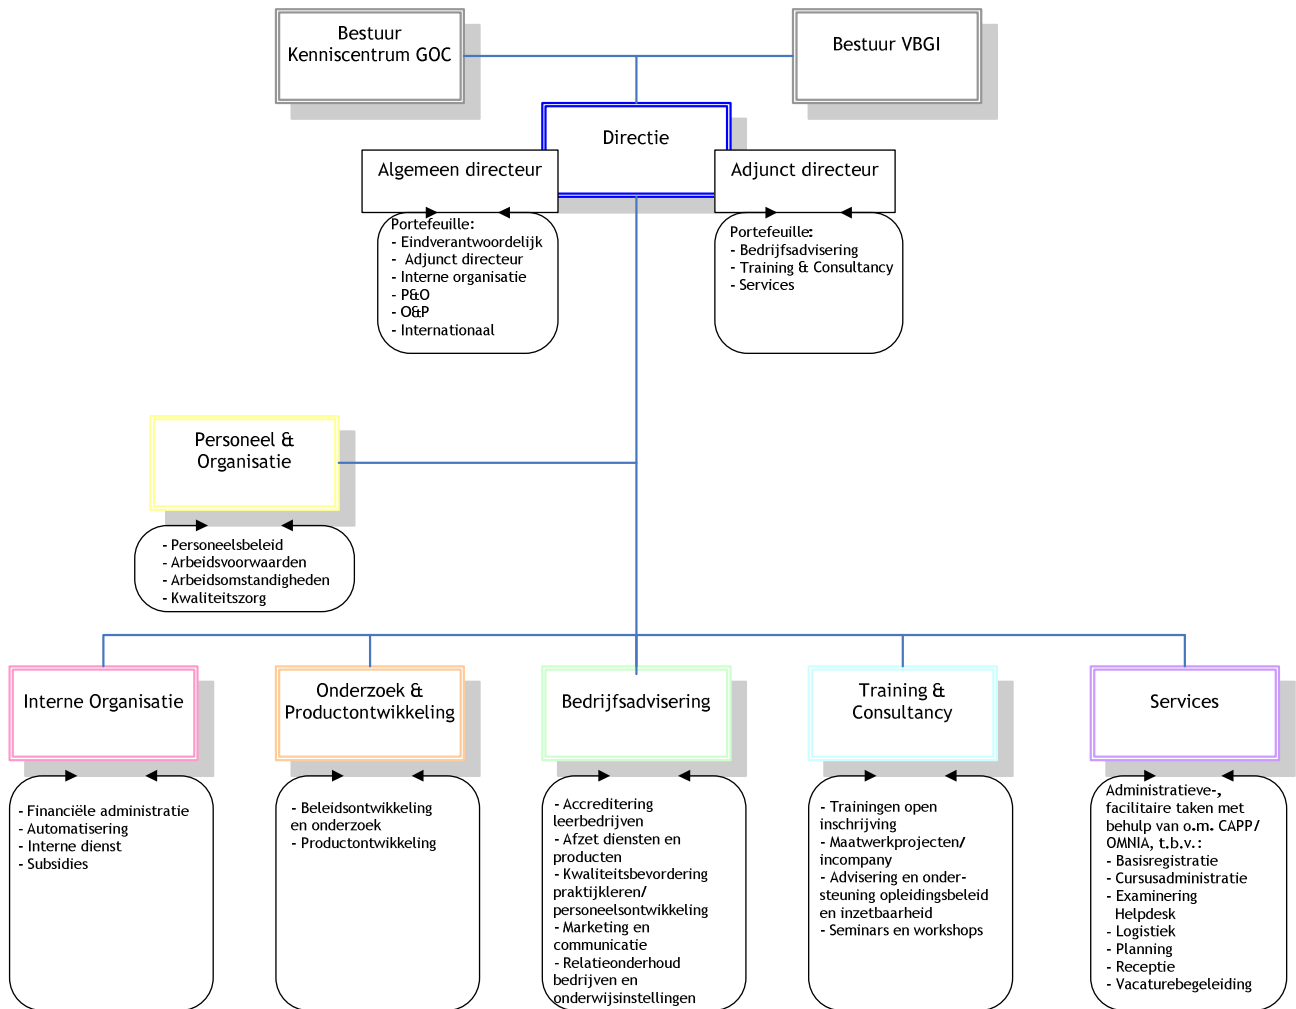 Bestuur
Kenniscentrum GOC
Bestuur VBGI
Directie
Algemeen directeur
Adjunct directeur
Portefeuille:
- Eindverantwoordelijk
- Adjunct directeur
- Interne organisatie
- P&O
- O&P
- Internationaal
Portefeuille:
- Bedrijfsadvisering
- Training & Consultancy
- Services
Personeel &
Organisatie
- Personeelsbeleid
- Arbeidsvoorwaarden
- Arbeidsomstandigheden
- Kwaliteitszorg
Interne Organisatie
Onderzoek &
Productontwikkeling
Bedrijfsadvisering
Training &
Consultancy
Services
- Financiële administratie
- Automatisering
- Interne dienst
- Subsidies
- Beleidsontwikkeling
en onderzoek
- Productontwikkeling
- Accreditering
leerbedrijven
- Afzet diensten en
producten
- Kwaliteitsbevordering
praktijkleren/
personeelsontwikkeling
- Marketing en
communicatie
- Relatieonderhoud
bedrijven en
onderwijsinstellingen
- Trainingen open
inschrijving
- Maatwerkprojecten/
incompany
- Advisering en onder-
steuning opleidingsbeleid
en inzetbaarheid
- Seminars en workshops
Administratieve-,
facilitaire taken met
behulp van o.m. CAPP/
OMNIA, t.b.v.:
- Basisregistratie
- Cursusadministratie
- Examinering
Helpdesk
- Logistiek
- Planning
- Receptie
- Vacaturebegeleiding